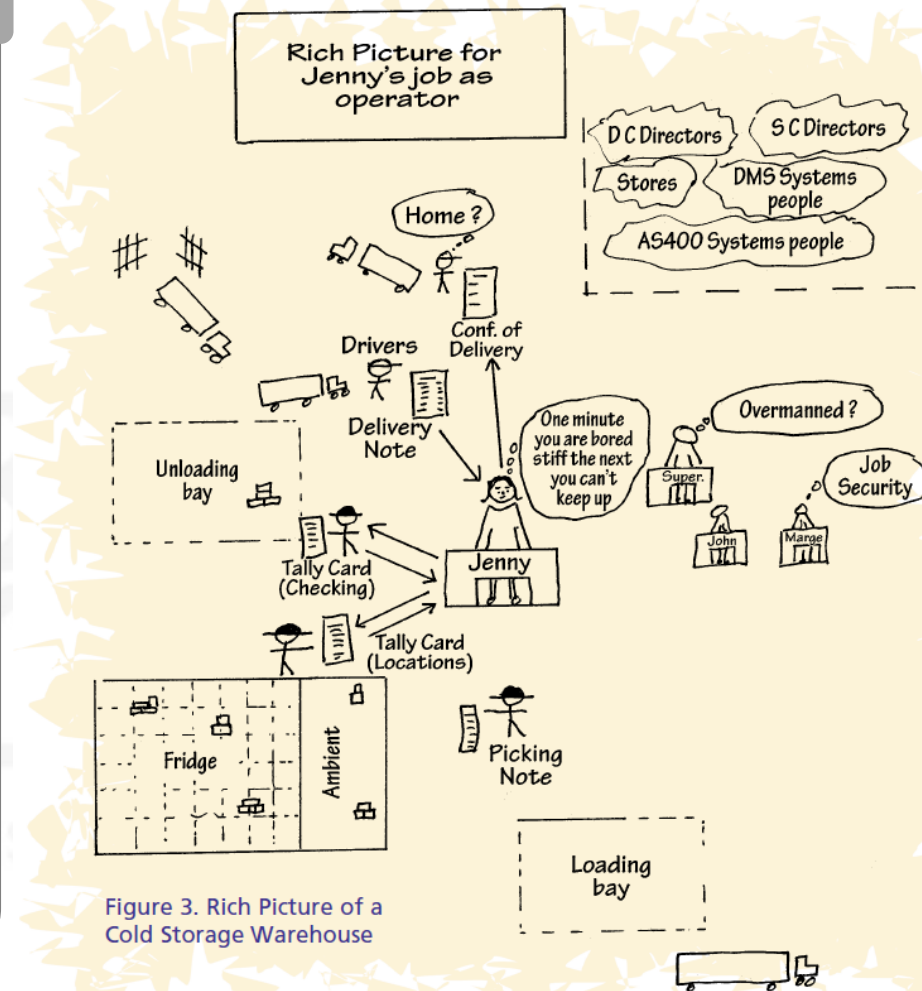 Rich Picture for
Jenny's job as
operator
D C Directors
S C Directors
Stores
DMS Systems
people
AS400 Systems people
Home ?
Conf. of
Delivery
Drivers
Delivery
Note
One minute
you are bored
stiff the next
you can't
keep up
Overmanned ?
Super.
Job
Security
John
Marge
Unloading
bay
Tally Card
(Checking)
Jenny
Tally Card
(Locations)
Fridge
Ambient
Picking
Note
Loading
bay
Figure 3. Rich Picture of a
Cold Storage Warehouse